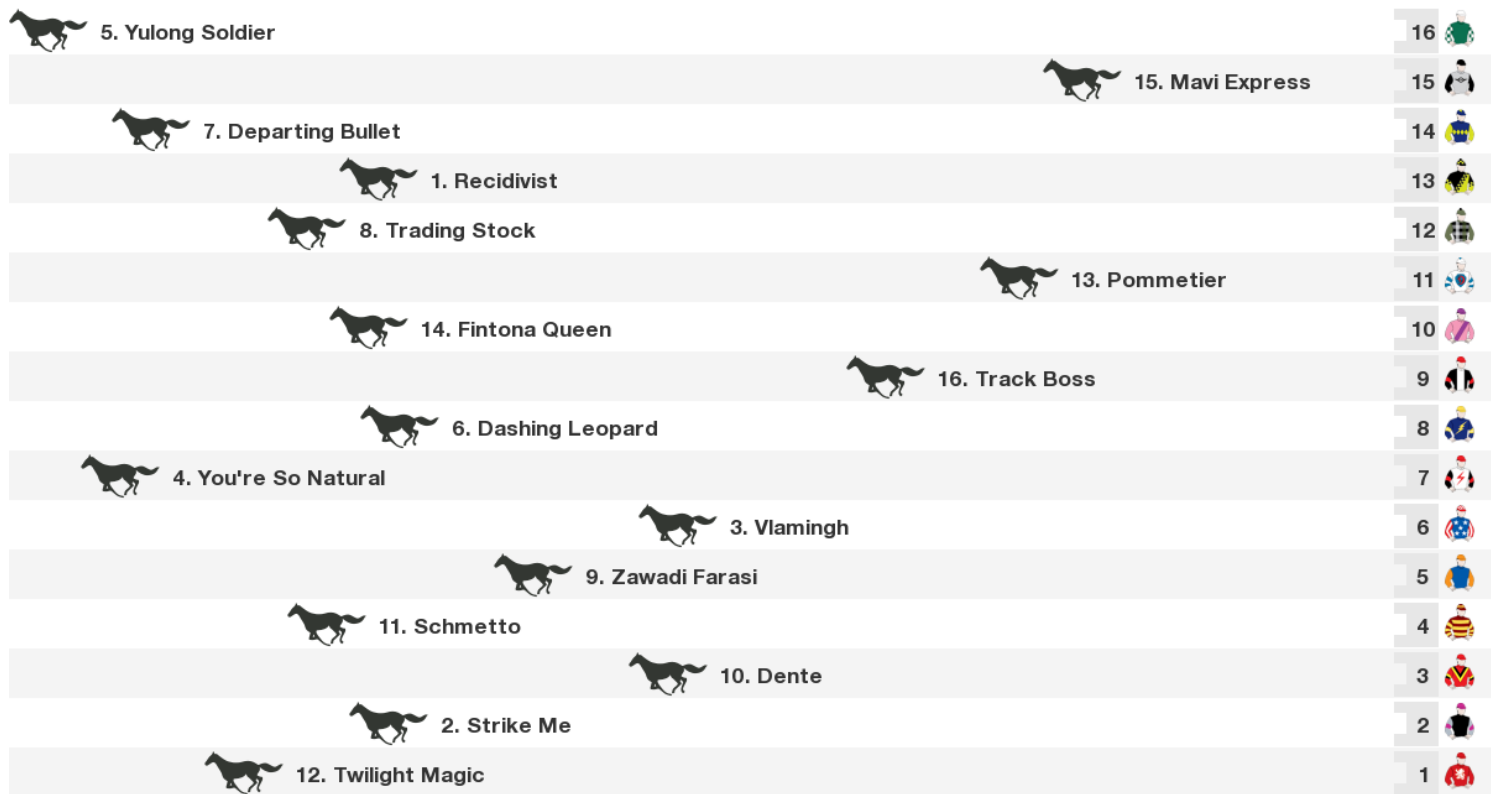 5. Yulong Soldier 16
15. Mavi Express 15
7. Departing Bullet 14
1. Recidivist 13
8. Trading Stock 12
13. Pommetier 11
14. Fintona Queen 10
16. Track Boss 9
6. Dashing Leopard 8
4. You're So Natural 7
3. Vlamingh 6
9. Zawadi Farasi 5
11. Schmetto 4
10. Dente 3
2. Strike Me 2
12. Twilight Magic 1